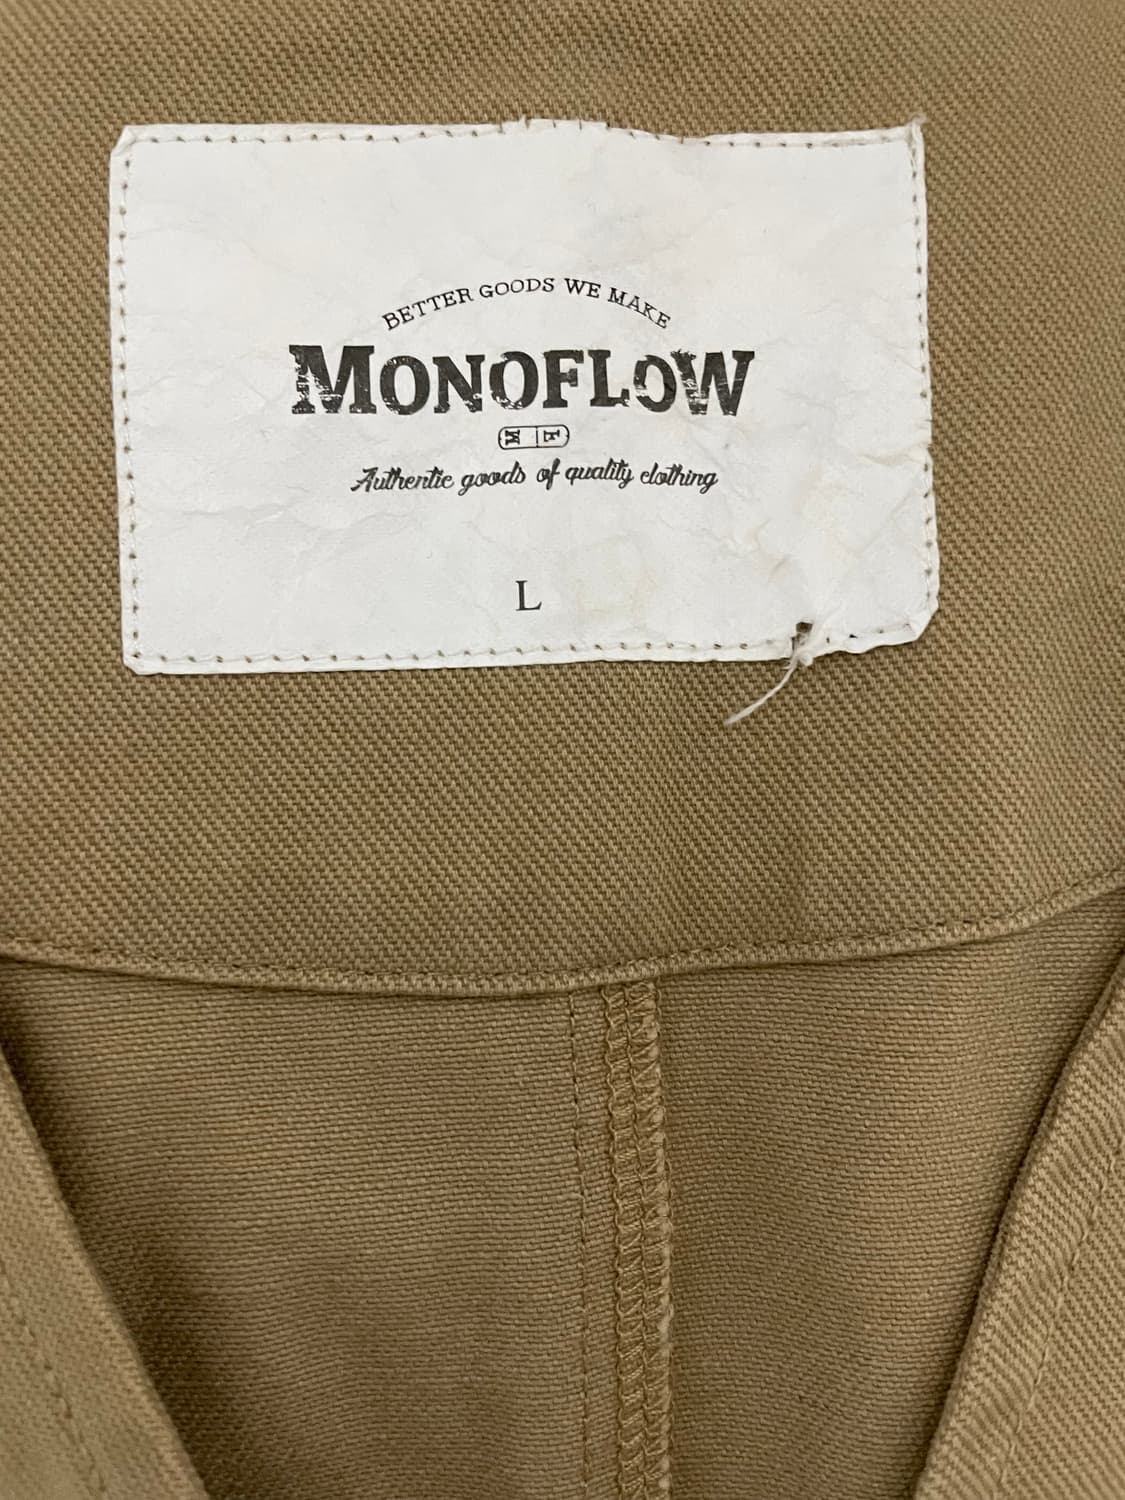 BETTER GOODS WE MAKE
MONOFLOW
M F
Authentic goods of quality clothing
L